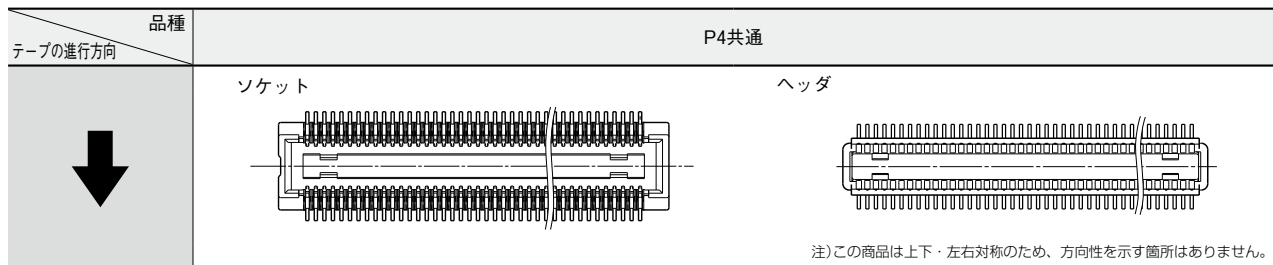 品種
テープの進行方向
P4共通
ソケット
ヘッダ
注)この商品は上下・左右対称のため、方向性を示す箇所はありません。